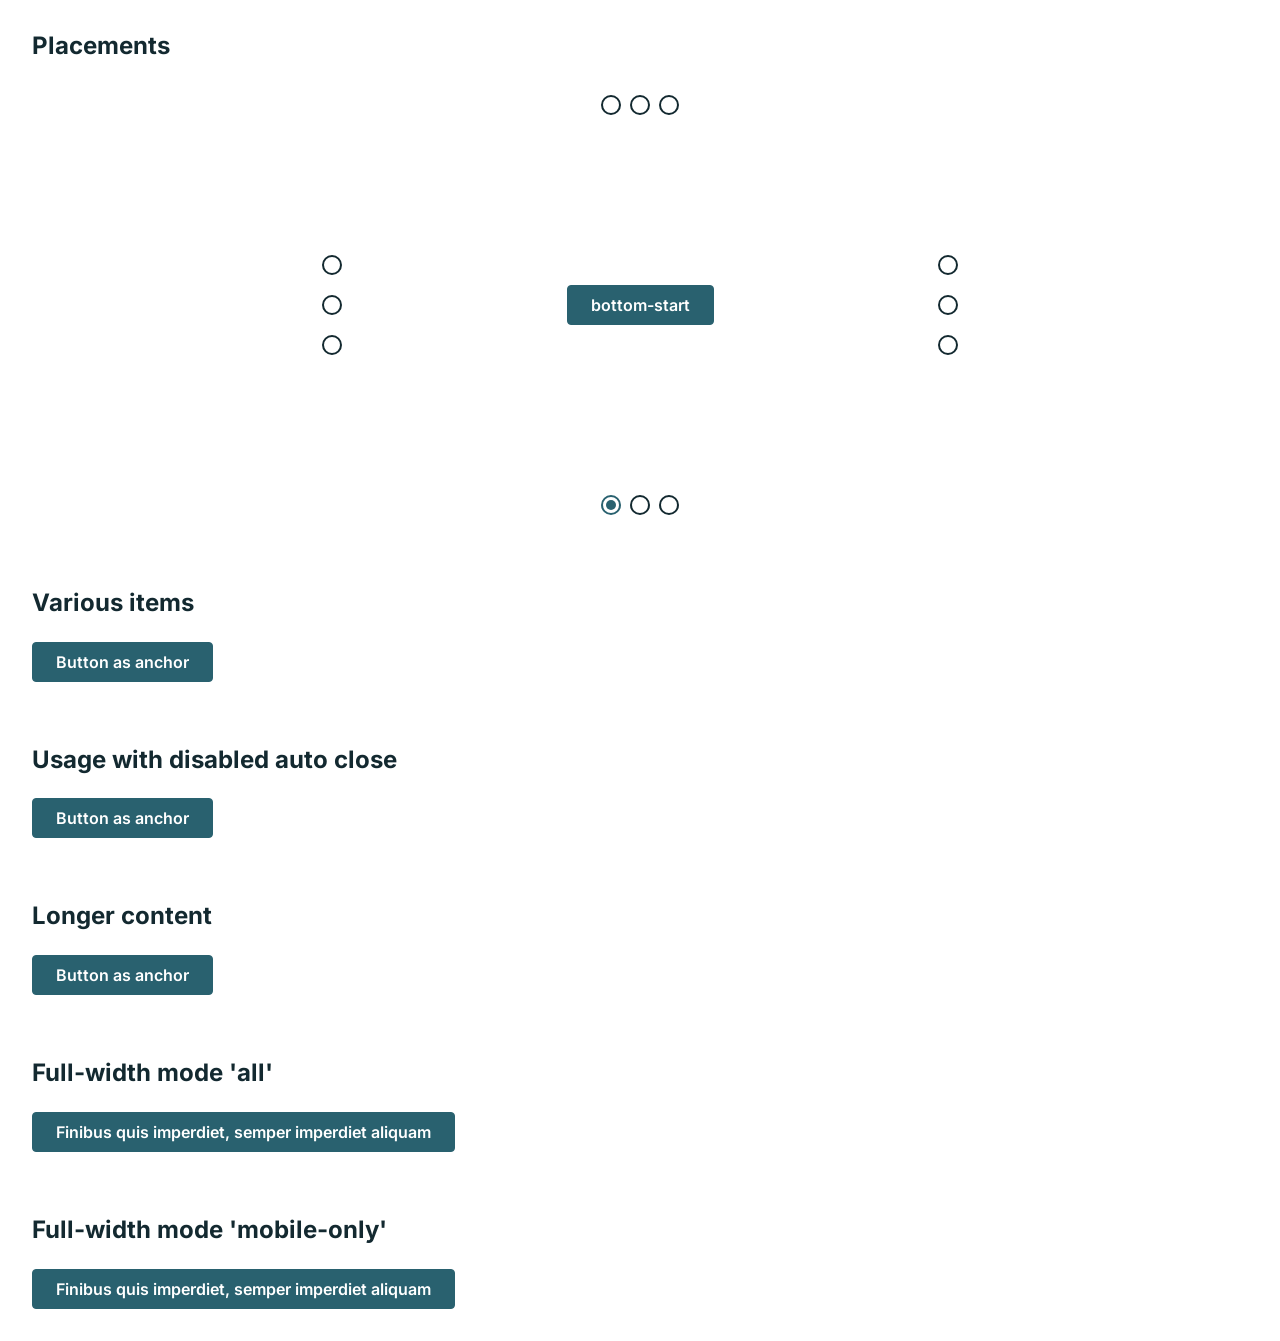 Placements
bottom-start
Various items
Button as anchor
Usage with disabled auto close
Button as anchor
Longer content
Button as anchor
Full-width mode 'all'
Finibus quis imperdiet, semper imperdiet aliquam
Full-width mode 'mobile-only'
Finibus quis imperdiet, semper imperdiet aliquam